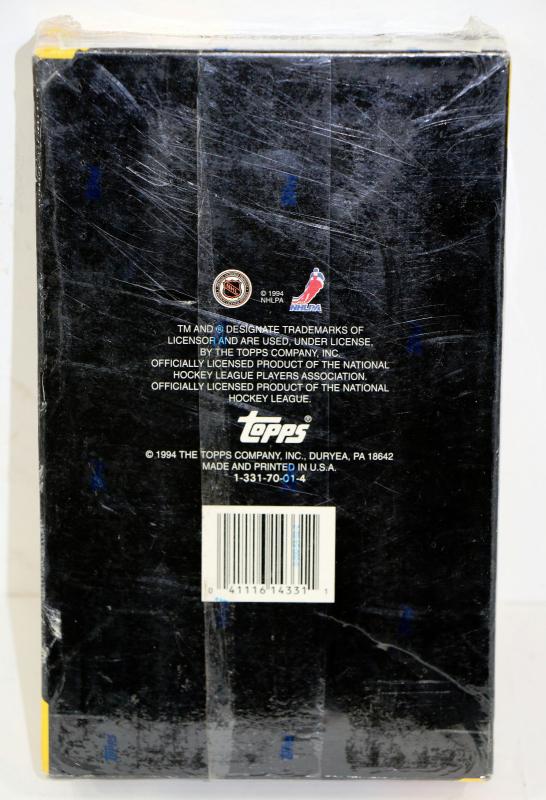 © 1994
NHLPA
NHL
NHLPA
TM AND ® DESIGNATE TRADEMARKS OF
LICENSOR AND ARE USED, UNDER LICENSE,
BY THE TOPPS COMPANY, INC.
OFFICIALLY LICENSED PRODUCT OF THE NATIONAL
HOCKEY LEAGUE PLAYERS ASSOCIATION.
OFFICIALLY LICENSED PRODUCT OF THE NATIONAL
HOCKEY LEAGUE.
topps®
© 1994 THE TOPPS COMPANY, INC., DURYEA, PA 18642
MADE AND PRINTED IN U.S.A.
1-331-70-01-4
0 41116 14331 1
topps